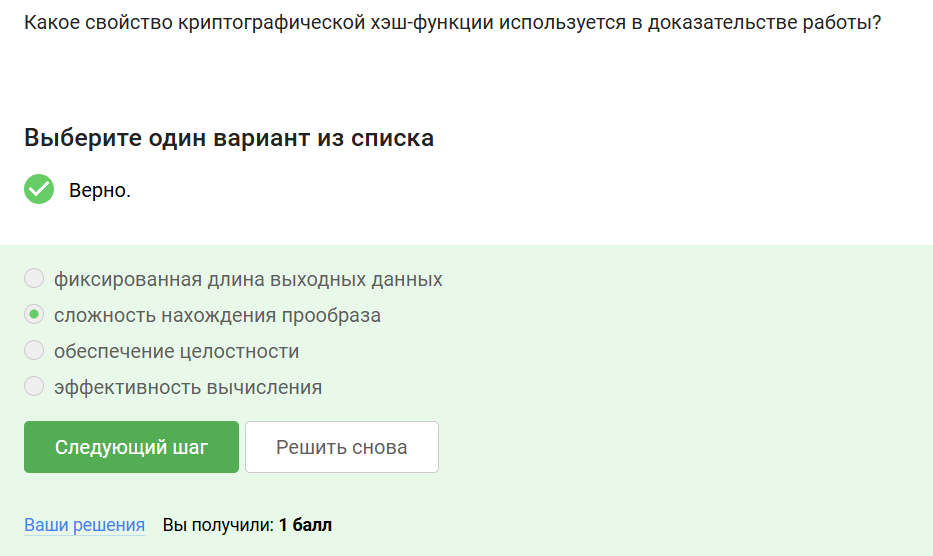 Какое свойство криптографической хэш-функции используется в доказательстве работы?
Выберите один вариант из списка
Верно.
фиксированная длина выходных данных
сложность нахождения прообраза
обеспечение целостности
эффективность вычисления
Следующий шаг Решить снова
Ваши решения Вы получили: 1 балл